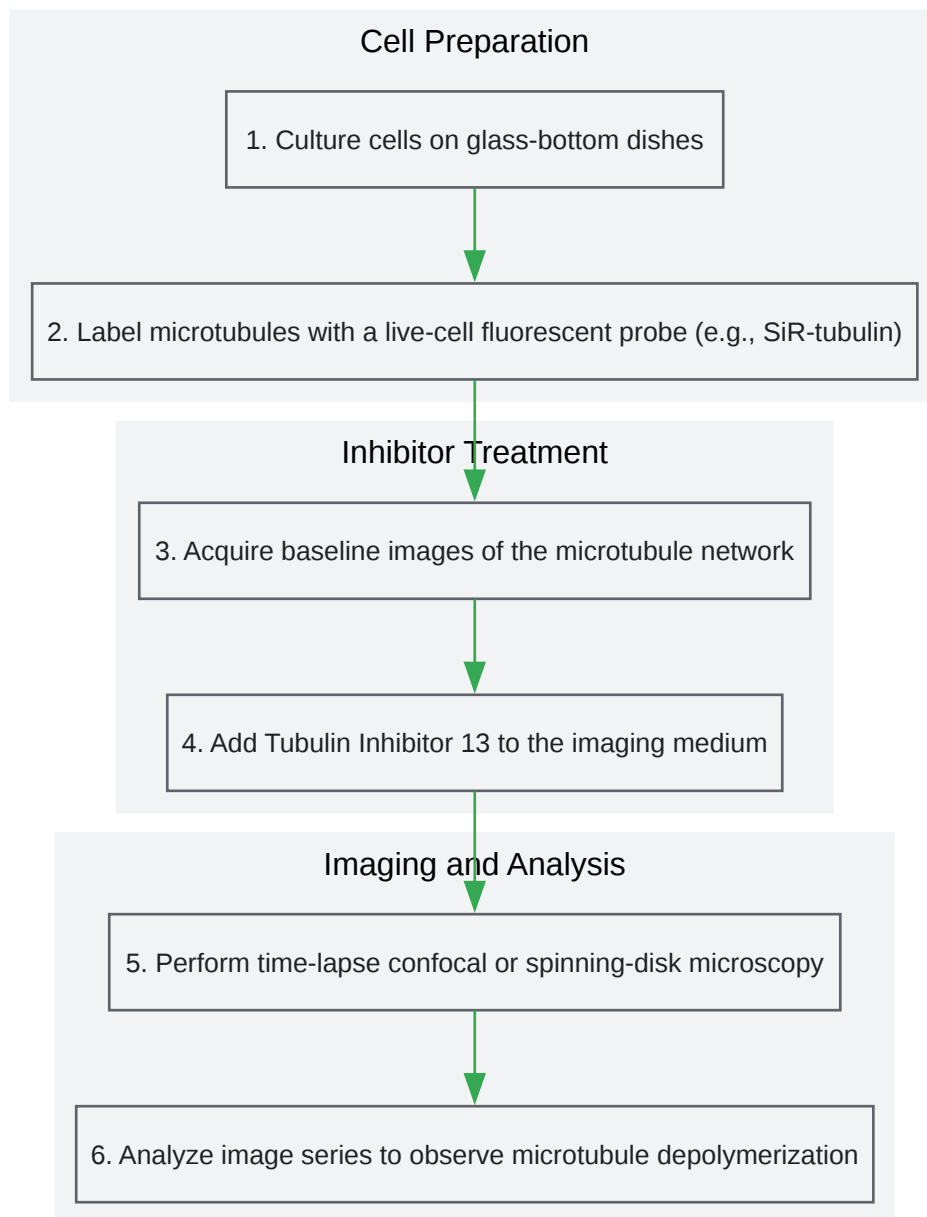 Cell Preparation
1. Culture cells on glass-bottom dishes
2. Label microtubules with a live-cell fluorescent probe (e.g., SiR-tubulin)
Inhibitor Treatment
3. Acquire baseline images of the microtubule network
4. Add Tubulin Inhibitor 13 to the imaging medium
Imaging and Analysis
5. Perform time-lapse confocal or spinning-disk microscopy
6. Analyze image series to observe microtubule depolymerization